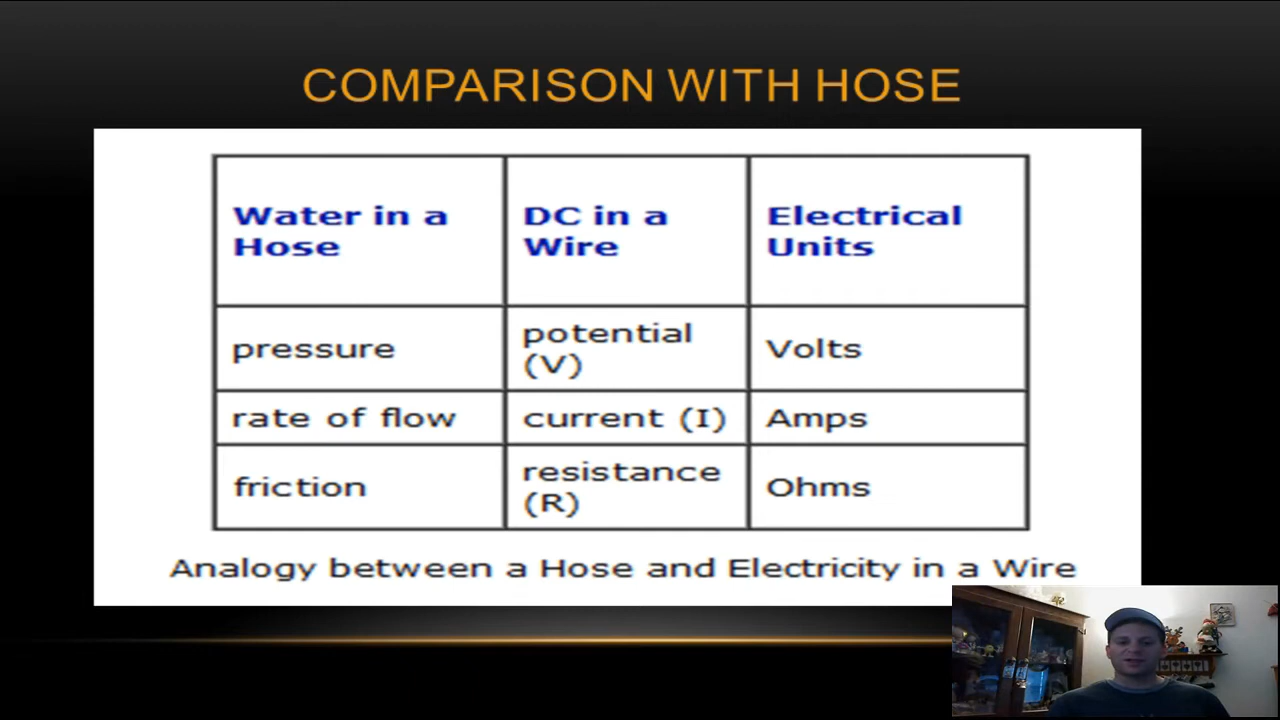 COMPARISON WITH HOSE
Water in a
Hose
DC in a
Wire
Electrical
Units
pressure
potential
(V)
Volts
rate of flow
current (I)
Amps
friction
resistance
(R)
Ohms
Analogy between a Hose and Electricity in a Wire